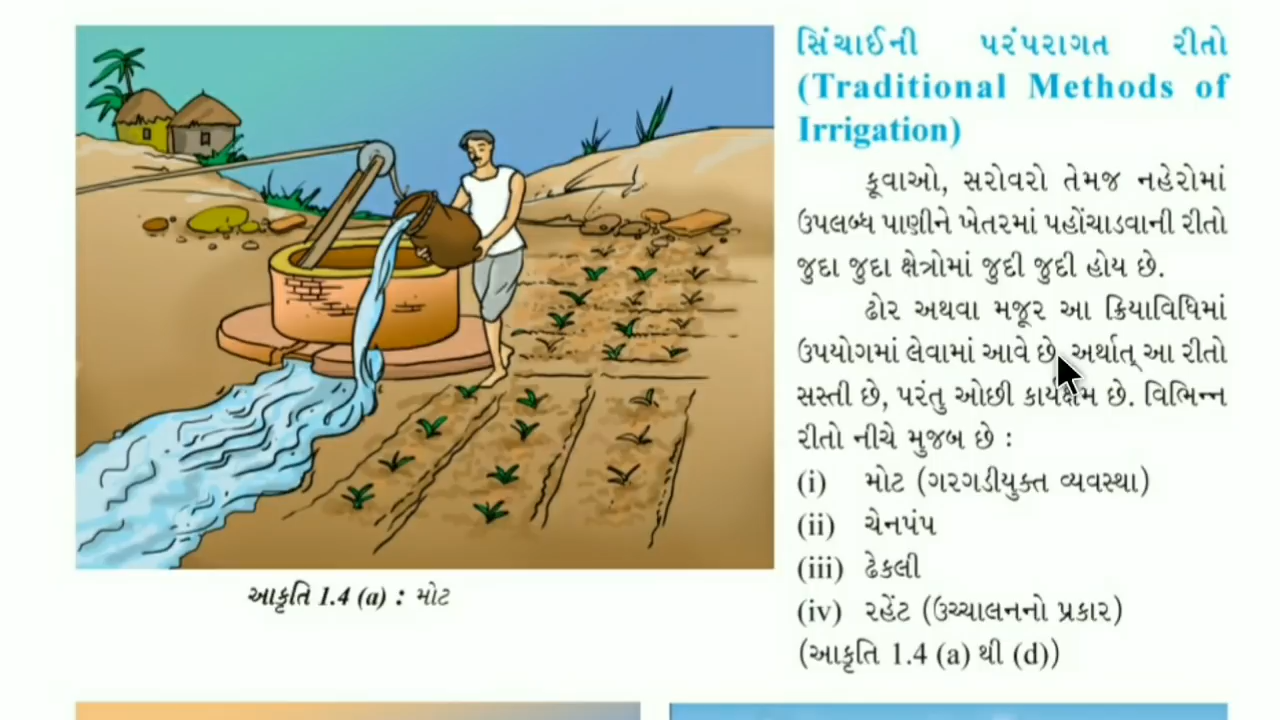 સિંચાઈની પરંપરાગત રીતો
(Traditional Methods of
Irrigation)
કૂવાઓ, સરોવરો તેમજ નહેરોમાં
ઉપલબ્ધ પાણીને ખેતરમાં પહોંચાડવાની રીતો
જુદા જુદા ક્ષેત્રોમાં જુદી જુદી હોય છે.
ઢોર અથવા મજૂર આ ક્રિયાવિધિમાં
ઉપયોગમાં લેવામાં આવે છે. અર્થાત્ આ રીતો
સસ્તી છે, પરંતુ ઓછી કાર્યક્ષમ છે. વિભિન્ન
રીતો નીચે મુજબ છે :
(i) મોટ (ગરગડીયુક્ત વ્યવસ્થા)
(ii) ચેનપંપ
(iii) ઢેકલી
(iv) રહેંટ (ઉચ્ચાલનનો પ્રકાર)
(આકૃતિ 1.4 (a) થી (d))
આકૃતિ 1.4 (a) : મોટ